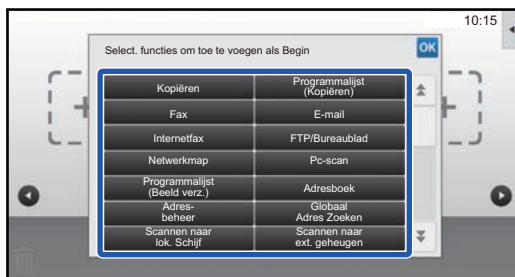 10:15
Select. functies om toe te voegen als Begin
OK
Kopiëren
Programmalijst
(Kopiëren)
Fax
E-mail
Internetfax
FTP/Bureaublad
Netwerkmap
Pc-scan
Programmalijst
(Beeld verz.)
Adresboek
Adres-
beheer
Globaal
Adres Zoeken
Scannen naar
lok. Schijf
Scannen naar
ext. geheugen